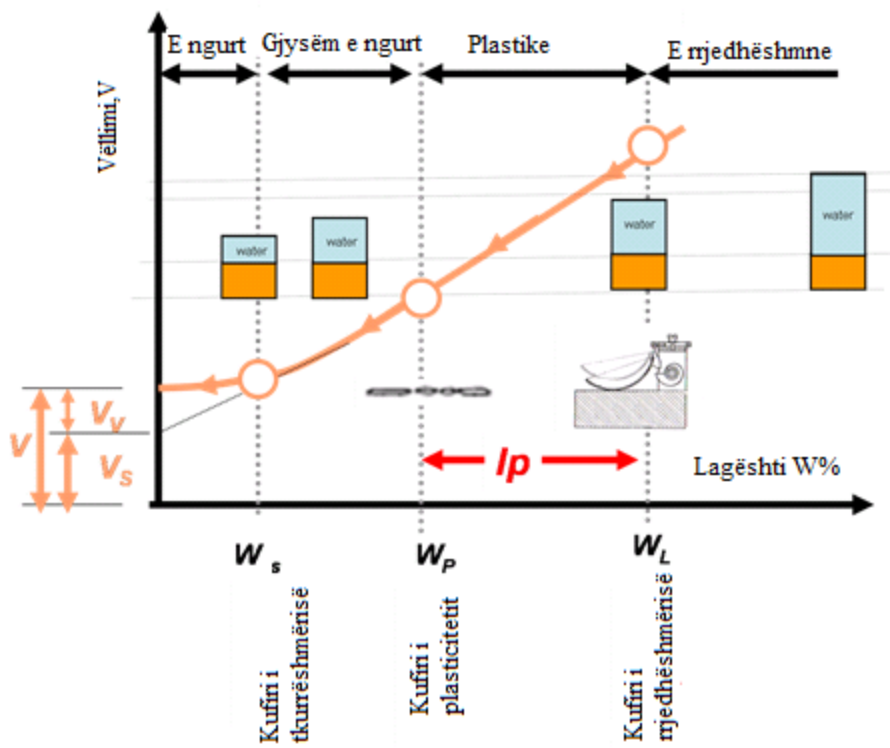 E ngurt
Gjysëm e ngurt
Plastike
E rrjedhëshmne
Vëllimi,V
water
water
water
water
V
Vv
Vs
Ip
Lagështi W%
W s
WP
WL
Kufiri i
tkurrëshmërisë
Kufiri i
plasticitetit
Kufiri i
rrjedhëshmërisë